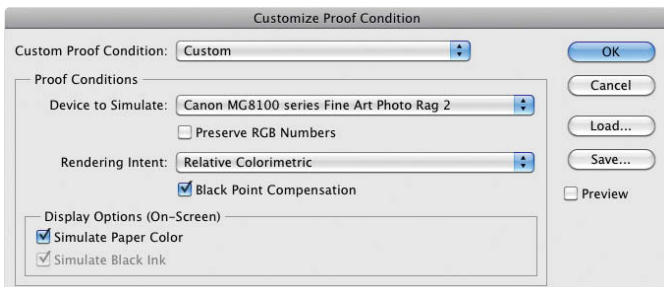 Customize Proof Condition
Custom Proof Condition: Custom
OK
Proof Conditions
Cancel
Device to Simulate: Canon MG8100 series Fine Art Photo Rag 2
Preserve RGB Numbers
Load...
Rendering Intent: Relative Colorimetric
Save...
Black Point Compensation
Preview
Display Options (On-Screen)
Simulate Paper Color
Simulate Black Ink